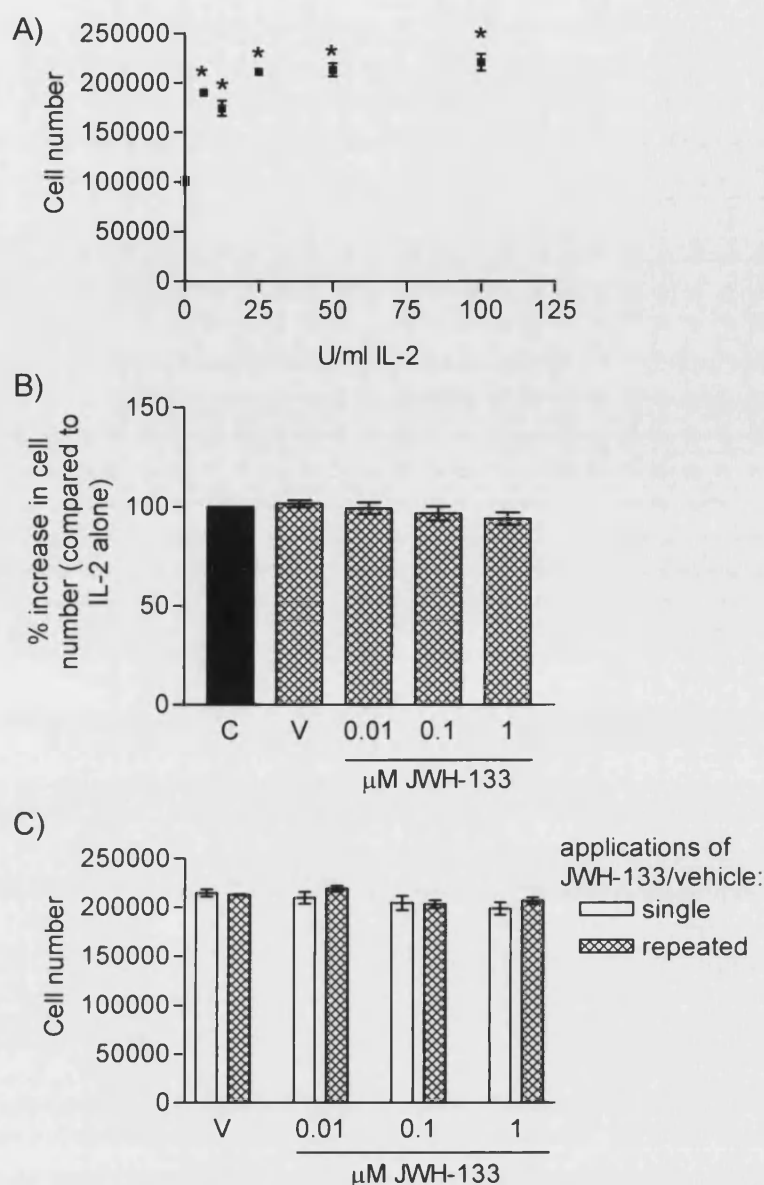 A)
250000
200000
150000
100000
50000
0
Cell number
* * * * *
0 25 50 75 100 125
U/ml IL-2
B)
150
100
50
0
% increase in cell
number (compared to
IL-2 alone)
C V 0.01 0.1 1
μM JWH-133
C)
250000
200000
150000
100000
50000
0
Cell number
V 0.01 0.1 1
μM JWH-133
applications of
JWH-133/vehicle:
single
repeated